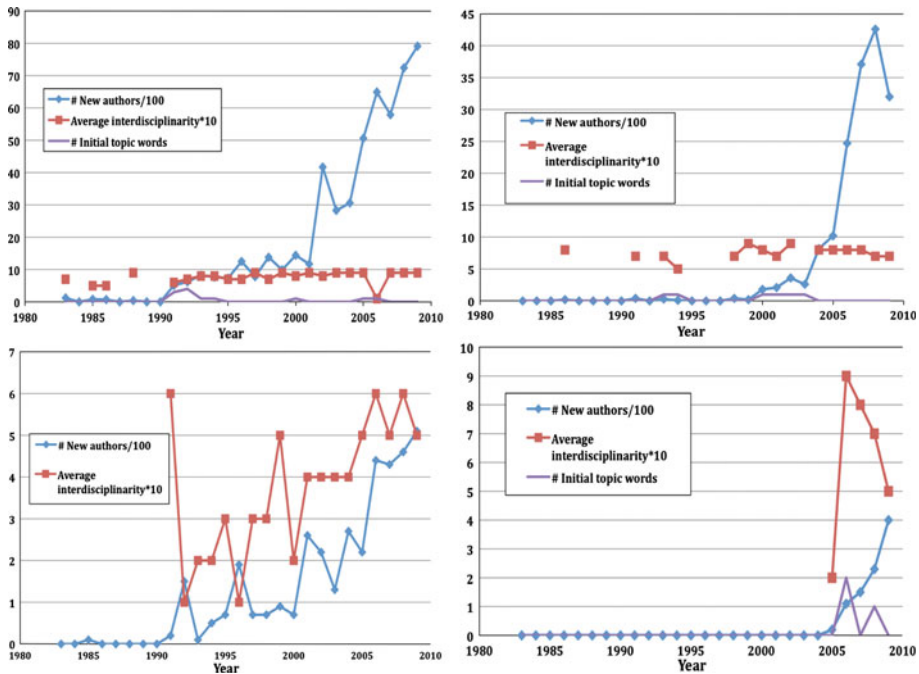 90
80
70
60
50
40
30
20
10
0
# New authors/100
Average interdisciplinarity*10
# Initial topic words
1980 1985 1990 1995 2000 2005 2010
Year
45
40
35
30
25
20
15
10
5
0
# New authors/100
Average
interdisciplinarity*10
# Initial topic words
1980 1985 1990 1995 2000 2005 2010
Year
7
6
5
4
3
2
1
0
# New authors/100
Average
interdisciplinarity*10
1980 1985 1990 1995 2000 2005 2010
Year
10
9
8
7
6
5
4
3
2
1
0
# New authors/100
Average
interdisciplinarity*10
# Initial topic words
1980 1985 1990 1995 2000 2005 2010
Year